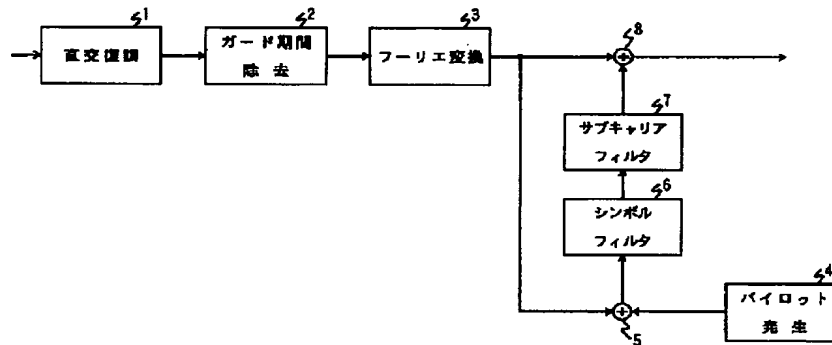 1
直交復調
2
ガード期間
除去
3
フーリエ変換
8
7
サブキャリア
フィルタ
6
シンボル
フィルタ
4
パイロット
発生
5